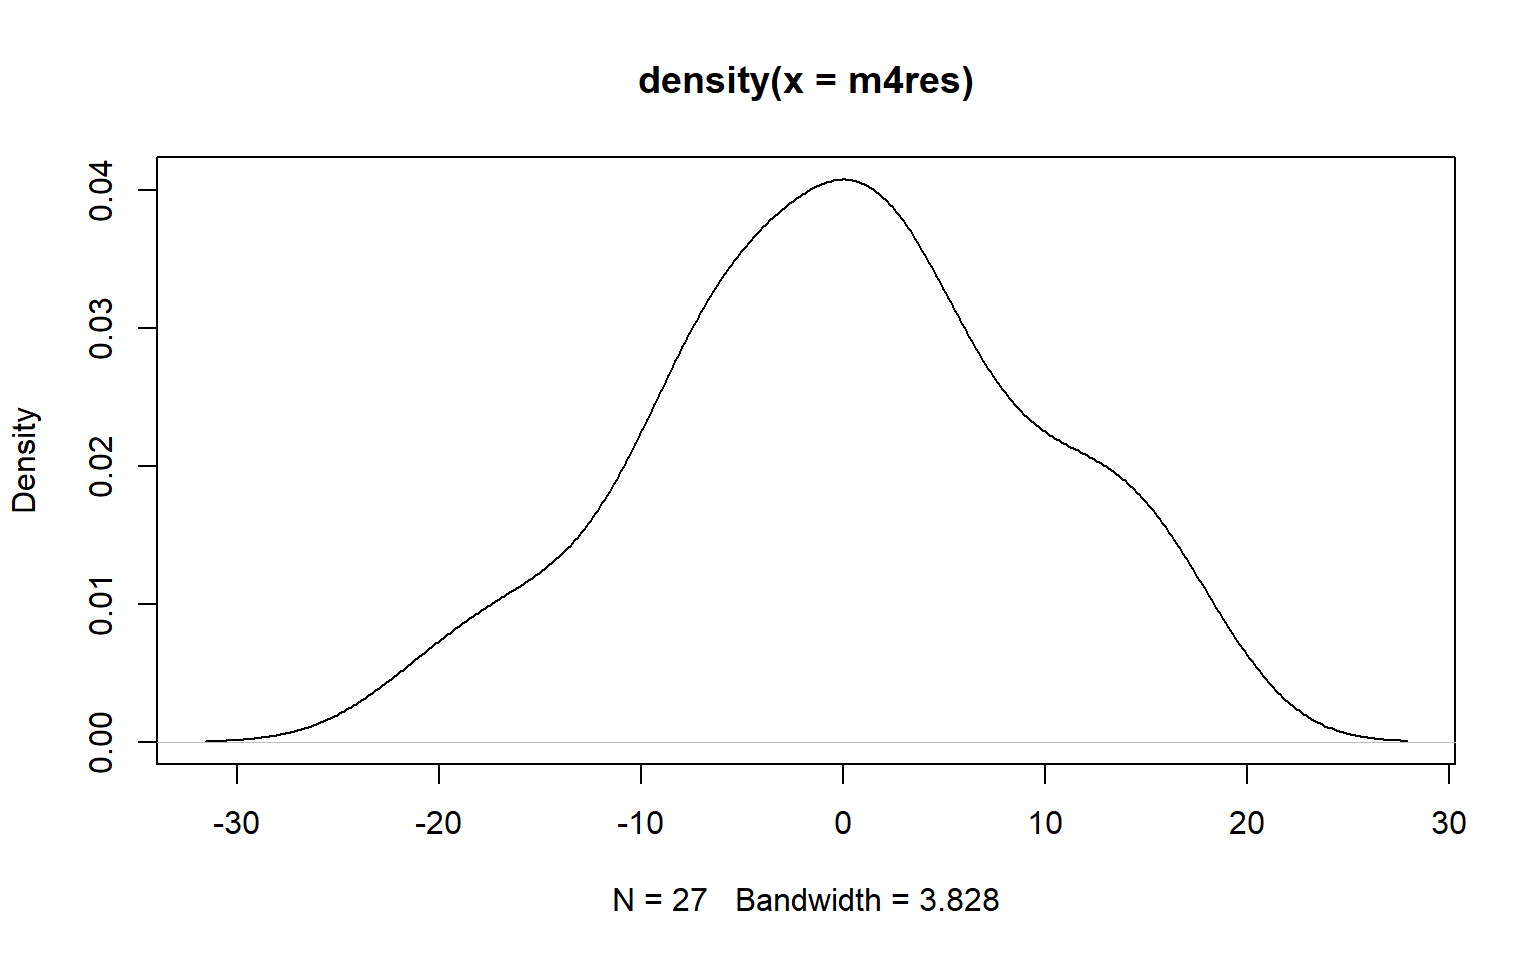 density(x = m4res)
Density
0.04
0.03
0.02
0.01
0.00
-30 -20 -10 0 10 20 30
N = 27 Bandwidth = 3.828